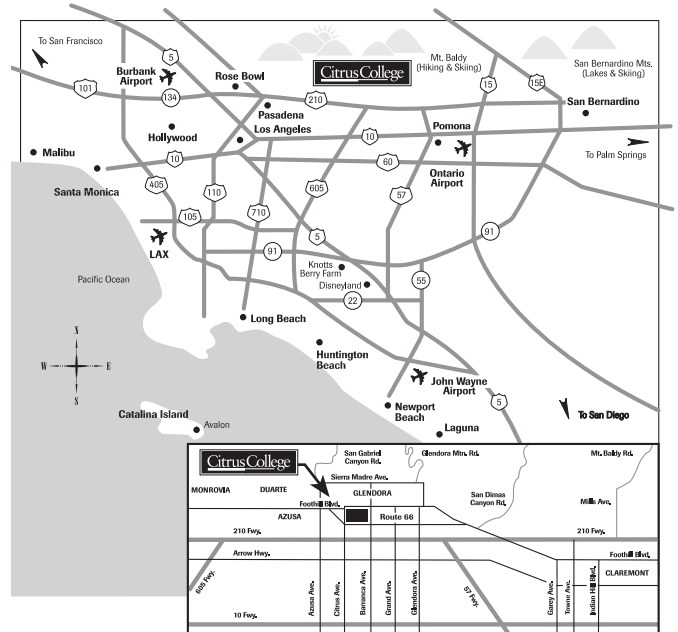 To San Francisco
5
Mt. Baldy
(Hiking & Skiing)
San Bernardino Mts.
(Lakes & Skiing)
Burbank
Airport
Rose Bowl
Citrus College
15
15E
101
134
210
San Bernardino
Pasadena
Hollywood
Los Angeles
10
Pomona
Malibu
10
60
To Palm Springs
Santa Monica
Ontario
Airport
405
110
605
57
105
710
5
91
LAX
91
Knotts
Berry Farm
Pacific Ocean
Disneyland
55
22
Long Beach
N
W
E
S
Huntington
Beach
John Wayne
Airport
5
Catalina Island
Avalon
Newport
Beach
To San Diego
Laguna
Citrus College
San Gabriel
Canyon Rd.
Glendora Mtn. Rd.
Mt. Baldy Rd.
Sierra Madre Ave.
MONROVIA
DUARTE
GLENDORA
San Dimas
Canyon Rd.
Mills Ave.
Foothill Blvd.
AZUSA
Route 66
210 Fwy.
210 Fwy.
Arrow Hwy.
Foothill Blvd.
CLAREMONT
605 Fwy.
Azusa Ave.
Citrus Ave.
Barranca Ave.
Grand Ave.
Glendora Ave.
57 Fwy.
Garey Ave.
Towne Ave.
Indian Hill Blvd.
10 Fwy.
10 Fwy.